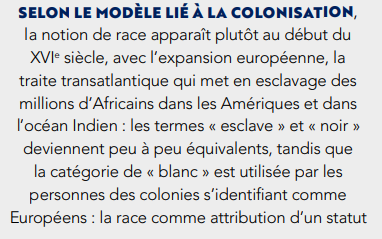 SELON LE MODÈLE LIÉ À LA COLONISATION,
la notion de race apparaît plutôt au début du
XVIe siècle, avec l’expansion européenne, la
traite transatlantique qui met en esclavage des
millions d’Africains dans les Amériques et dans
l’océan Indien : les termes « esclave » et « noir »
deviennent peu à peu équivalents, tandis que
la catégorie de « blanc » est utilisée par les
personnes des colonies s’identifiant comme
Européens : la race comme attribution d’un statut